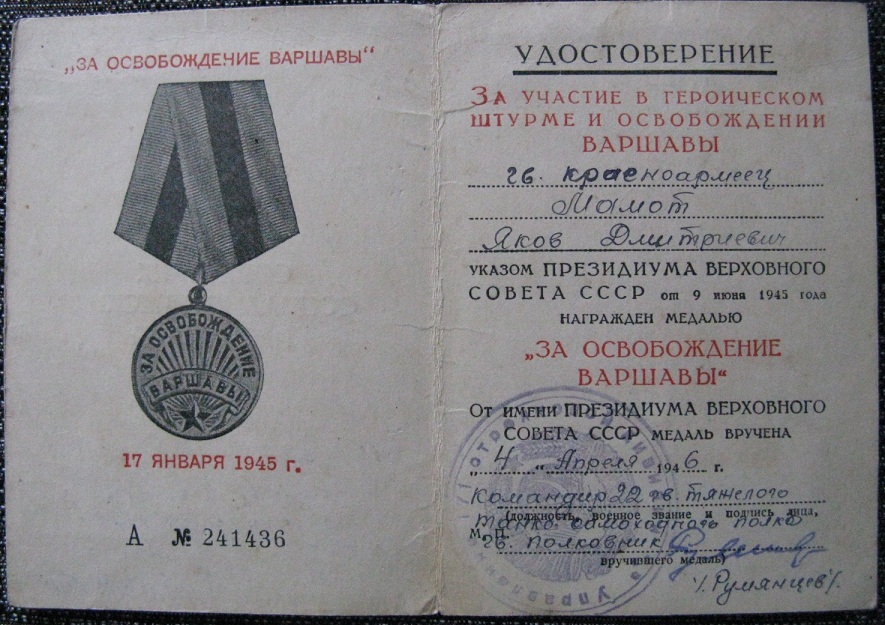 „ЗА ОСВОБОЖДЕНИЕ ВАРШАВЫ“
ЗА ОСВОБОЖДЕНИЕ
ВАРШАВЫ
17 ЯНВАРЯ 1945 г.
А № 241436
УДОСТОВЕРЕНИЕ
ЗА УЧАСТИЕ В ГЕРОИЧЕСКОМ
ШТУРМЕ И ОСВОБОЖДЕНИИ
ВАРШАВЫ
гв. красноармеец
Мамот
Яков Дмитриевич
УКАЗОМ ПРЕЗИДИУМА ВЕРХОВНОГО
СОВЕТА СССР от 9 июня 1945 года
НАГРАЖДЕН МЕДАЛЬЮ
„ЗА ОСВОБОЖДЕНИЕ
ВАРШАВЫ“
От имени ПРЕЗИДИУМА ВЕРХОВНОГО
СОВЕТА СССР МЕДАЛЬ ВРУЧЕНА
„4“ Апреля 1946 г.
Командир 22 гв. тяжелого
(должность, военное звание и подпись лица,
полка
М. П.
гв. полковник
вручившего медаль)
/Румянцев/.